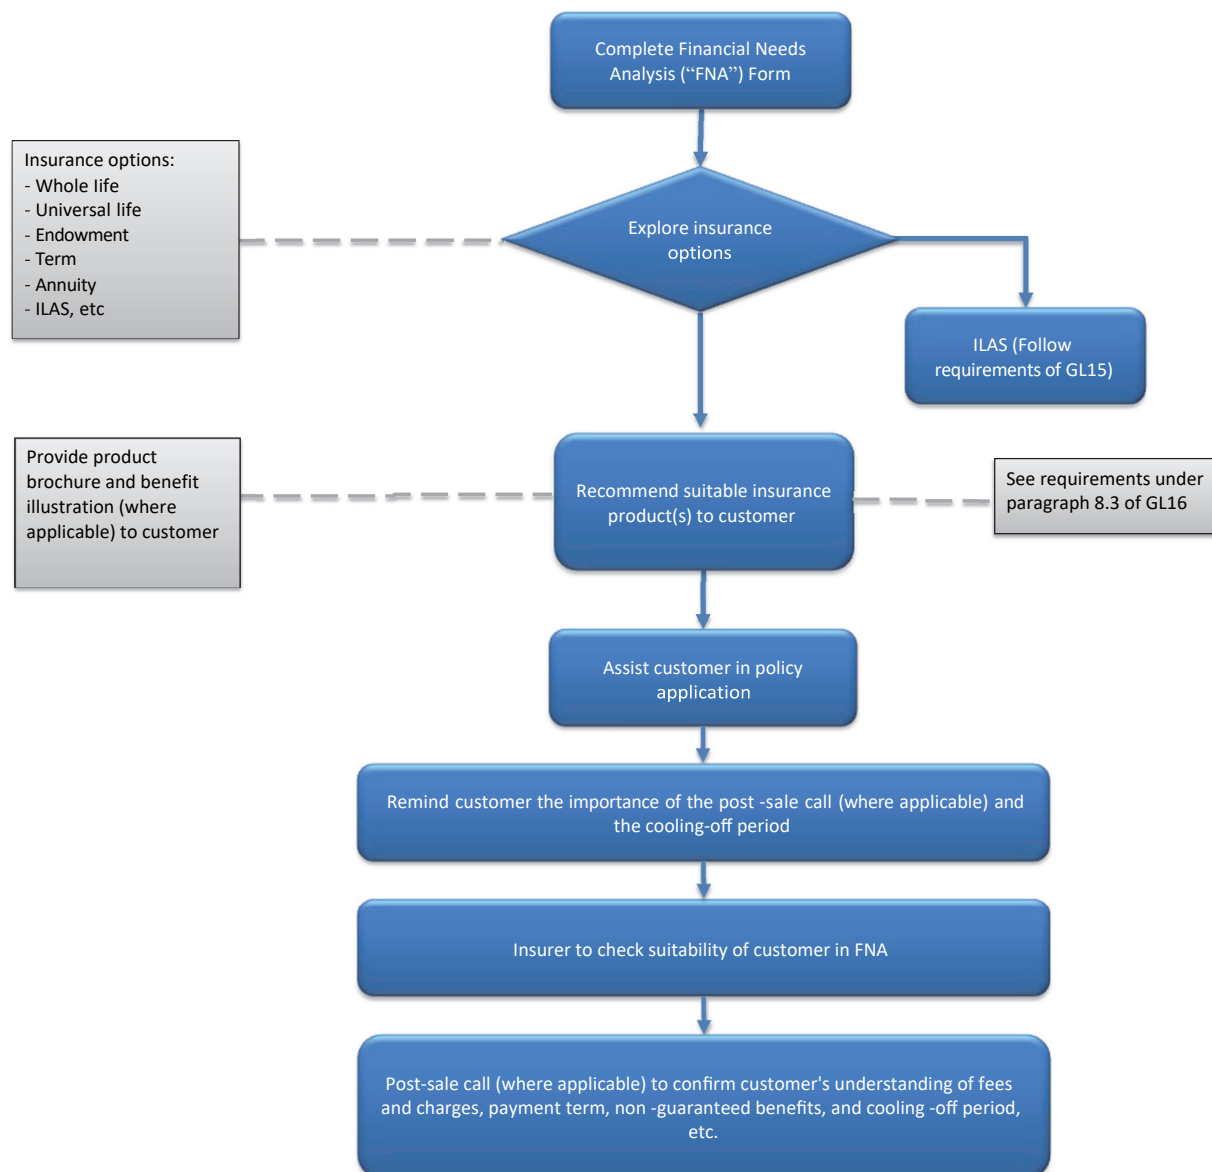 Complete Financial Needs
Analysis (“FNA”) Form
Insurance options:
- Whole life
- Universal life
- Endowment
- Term
- Annuity
- ILAS, etc
Explore insurance
options
ILAS (Follow
requirements of GL15)
Provide product
brochure and benefit
illustration (where
applicable) to customer
Recommend suitable insurance
product(s) to customer
See requirements under
paragraph 8.3 of GL16
Assist customer in policy
application
Remind customer the importance of the post -sale call (where applicable) and
the cooling-off period
Insurer to check suitability of customer in FNA
Post-sale call (where applicable) to confirm customer's understanding of fees
and charges, payment term, non -guaranteed benefits, and cooling -off period,
etc.